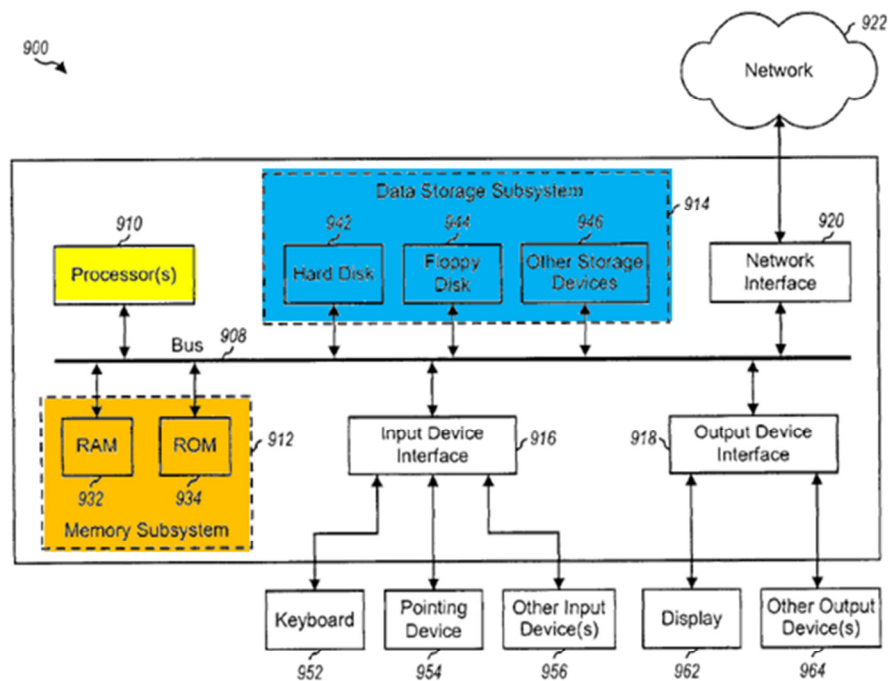 900
922
Network
Data Storage Subsystem
914
910
942
944
946
920
Processor(s)
Hard Disk
Floppy
Disk
Other Storage
Devices
Network
Interface
Bus
908
RAM
ROM
912
Input Device
Interface
916
918
Output Device
Interface
932
934
Memory Subsystem
Keyboard
Pointing
Device
Other Input
Device(s)
Display
Other Output
Device(s)
952
954
956
962
964